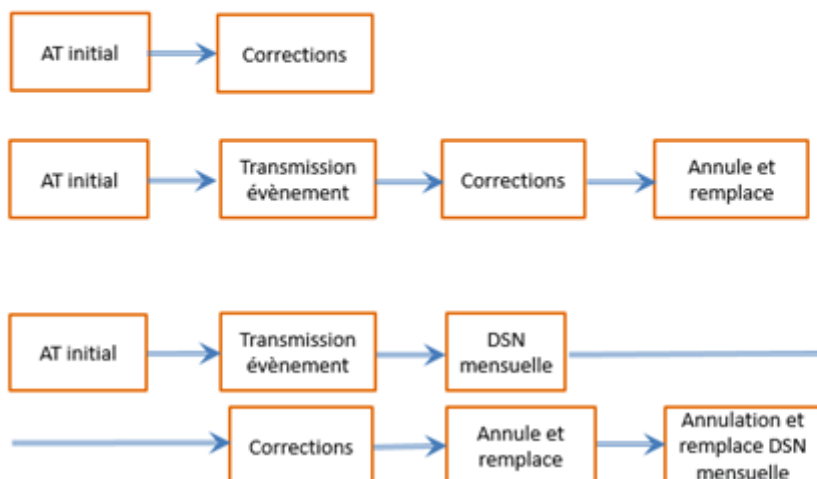 AT initial
Corrections
AT initial
Transmission
évènement
Corrections
Annule et
remplace
AT initial
Transmission
évènement
DSN
mensuelle
Corrections
Annule et
remplace
Annulation et
remplace DSN
mensuelle